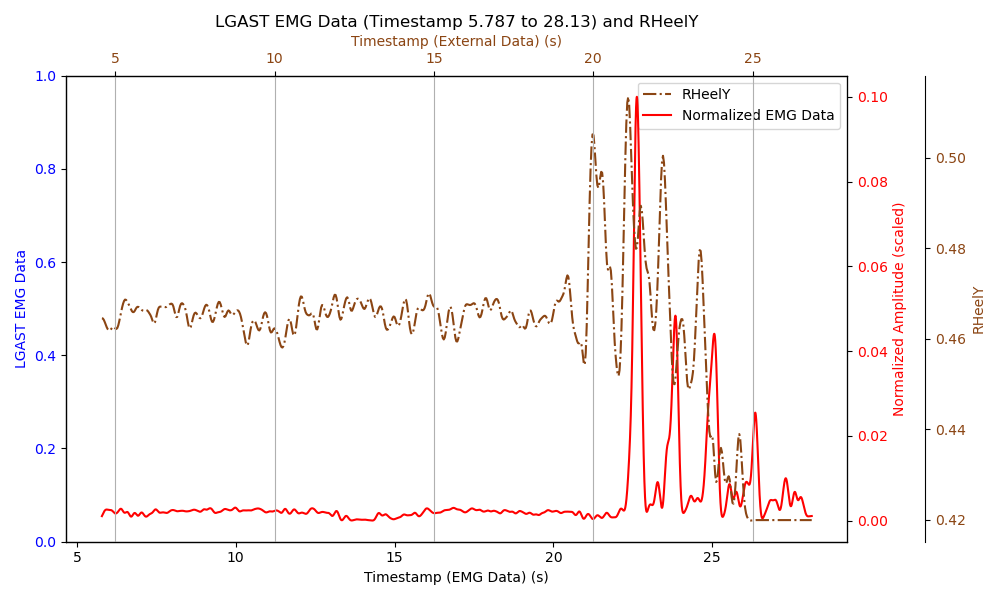 LGAST EMG Data (Timestamp 5.787 to 28.13) and RHeelY
Timestamp (External Data) (s)
5 10 15 20 25
RHeelY
Normalized EMG Data
LGAST EMG Data
1.0
0.8
0.6
0.4
0.2
0.0
Normalized Amplitude (scaled)
0.10
0.08
0.06
0.04
0.02
0.00
RHeelY
0.50
0.48
0.46
0.44
0.42
5 10 15 20 25
Timestamp (EMG Data) (s)